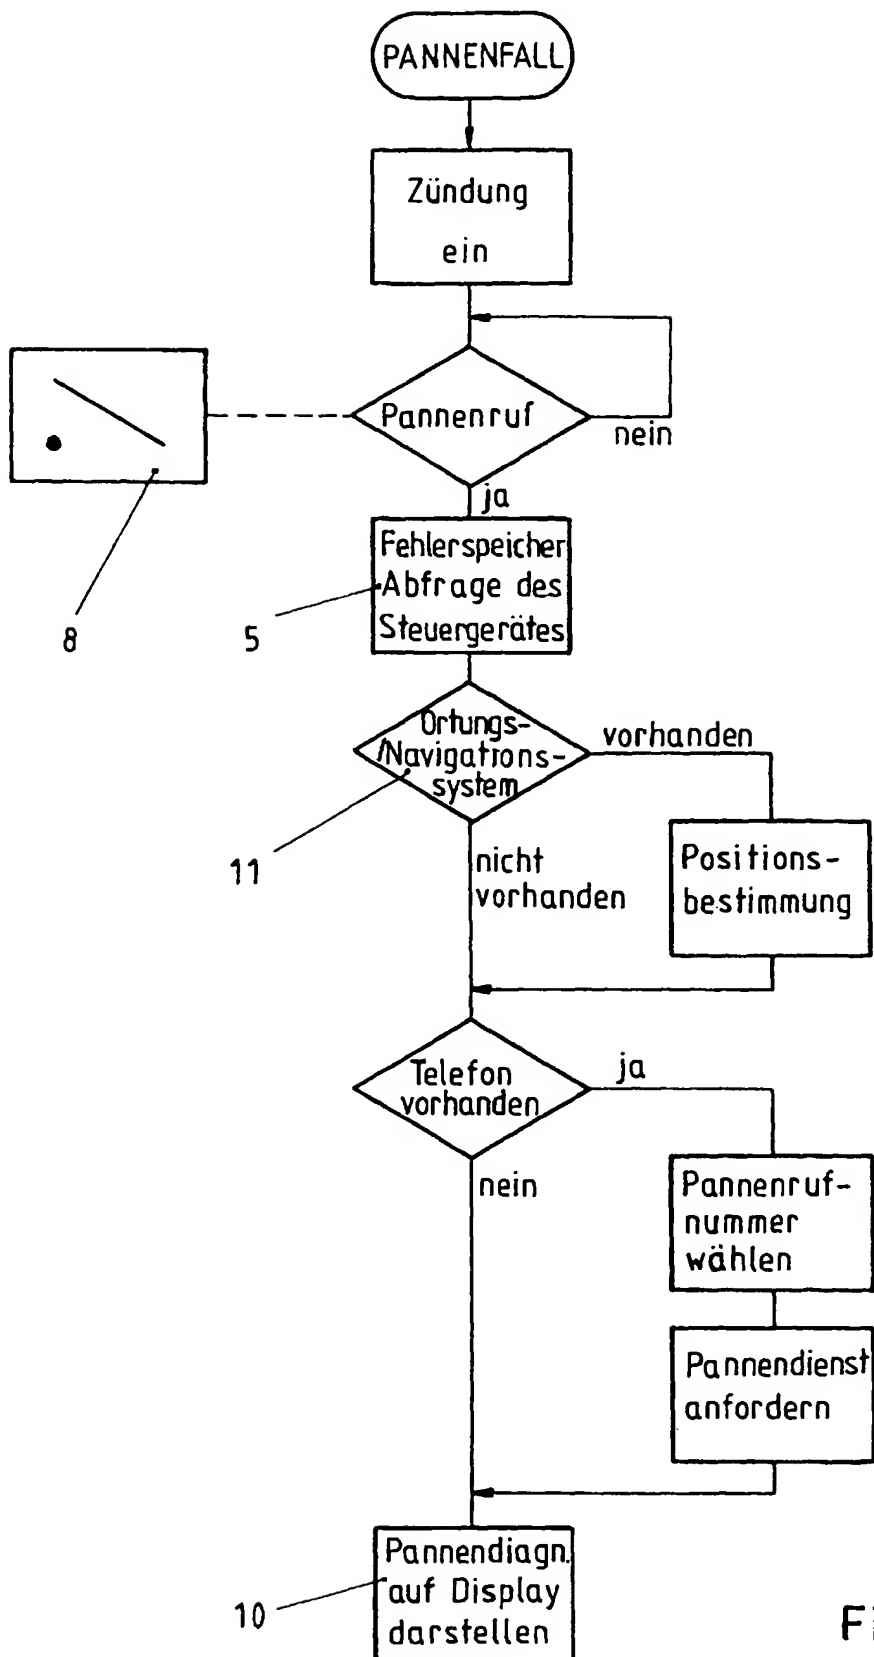 PANNENFALL
Zündung
ein
Pannenruf
nein
ja
8
Fehlerspeicher
Abfrage des
Steuergerätes
5
Ortungs-
/Navigations-
system
vorhanden
11
nicht
vorhanden
Positions-
bestimmung
Telefon
vorhanden
ja
nein
Pannenruf-
nummer
wählen
Pannendienst
anfordern
Pannendiagn.
auf Display
darstellen
10